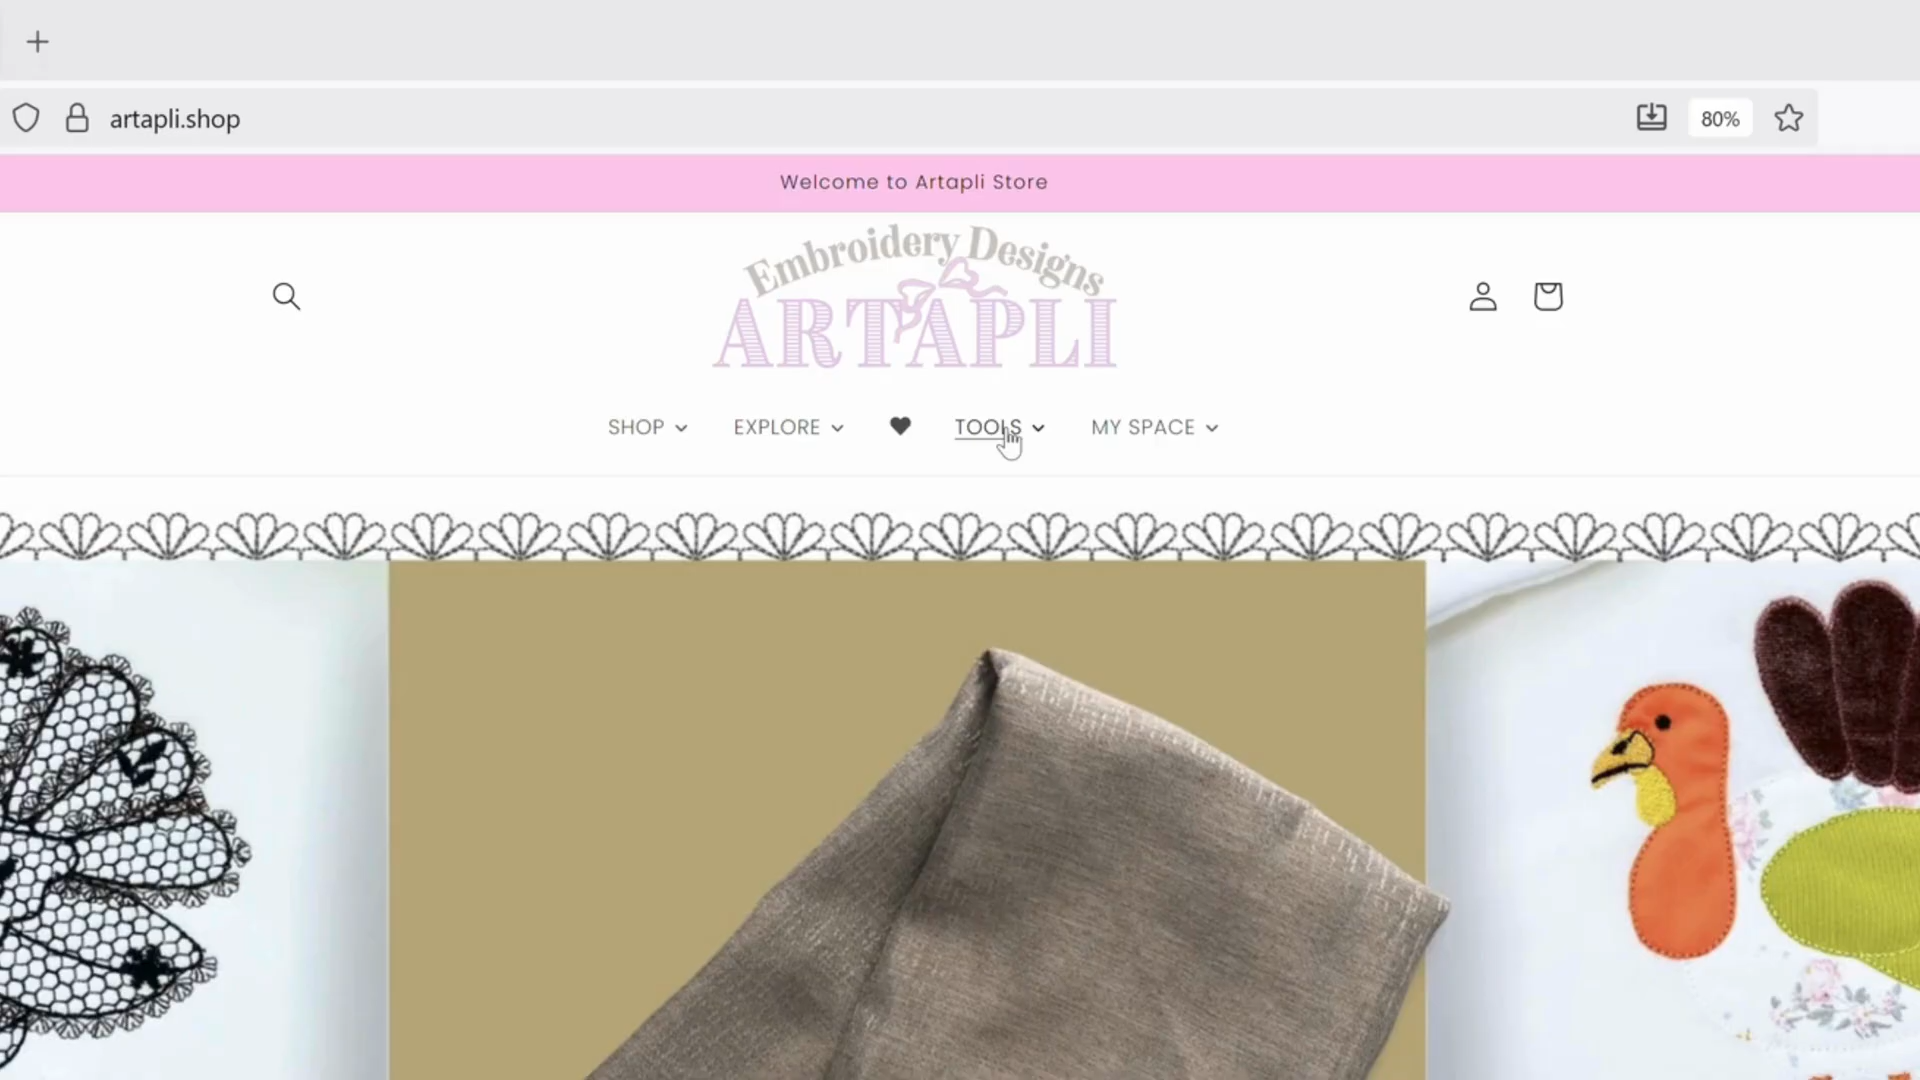 artapli.shop
80%
Welcome to Artapli Store
Embroidery Designs
ARTAPLI
SHOP
EXPLORE
TOOLS
MY SPACE